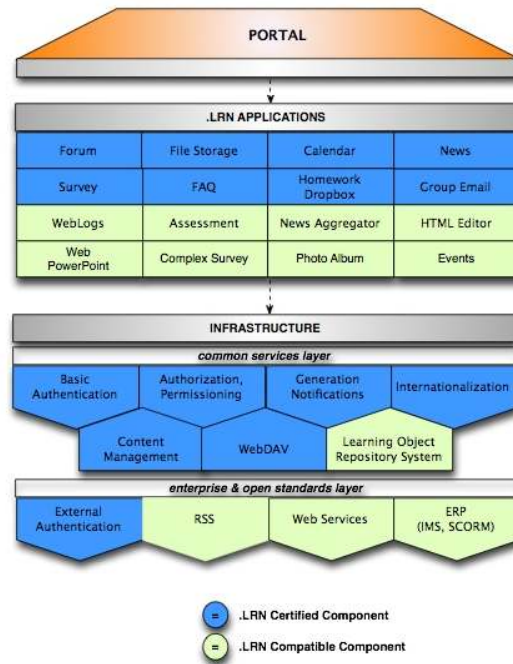 PORTAL
.LRN APPLICATIONS
Forum
File Storage
Calendar
News
Survey
FAQ
Homework
Dropbox
Group Email
WebLogs
Assessment
News Aggregator
HTML Editor
Web
PowerPoint
Complex Survey
Photo Album
Events
INFRASTRUCTURE
common services layer
Basic
Authentication
Authorization,
Permissioning
Generation
Notifications
Internationalization
Content
Management
WebDAV
Learning Object
Repository System
enterprise & open standards layer
External
Authentication
RSS
Web Services
ERP
(IMS, SCORM)
= .LRN Certified Component
= .LRN Compatible Component